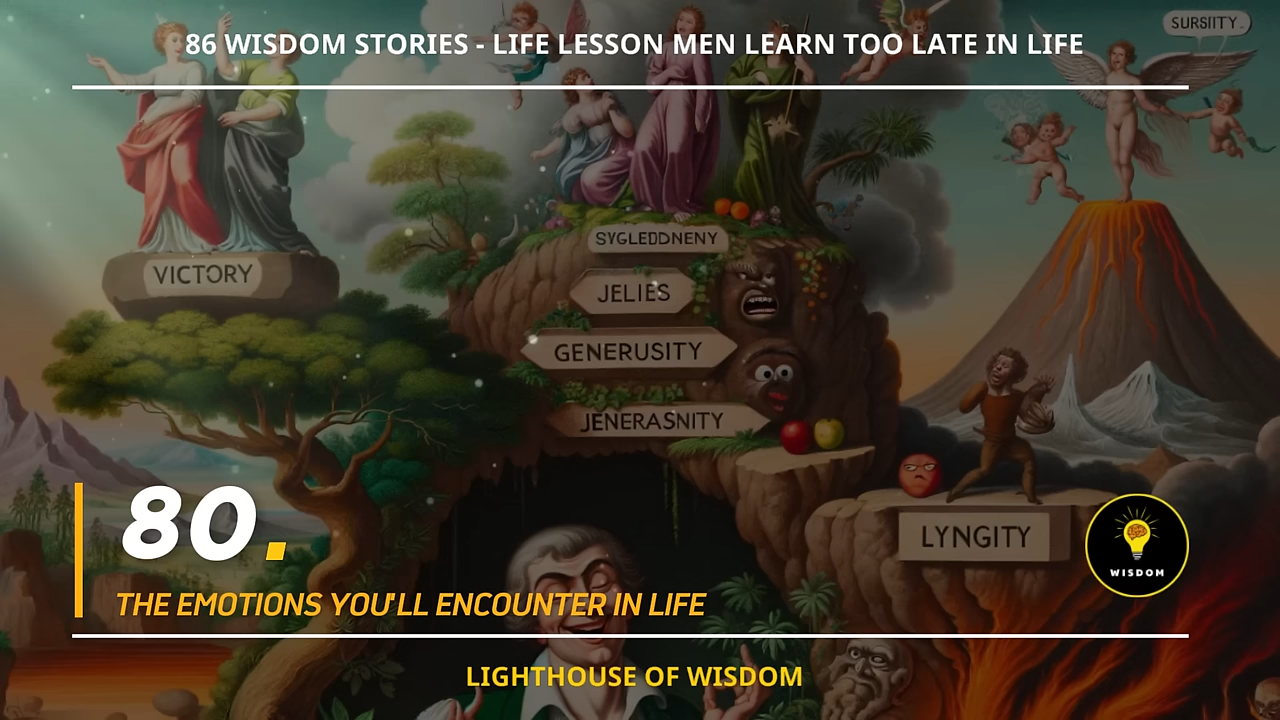 SURSIITY.
86 WISDOM STORIES - LIFE LESSON MEN LEARN TOO LATE IN LIFE
SYGLEDDNENY
VICTORY
JELIES
GENERUSITY
JENERASNITY
LYNGITY
80.
WISDOM
THE EMOTIONS YOU'LL ENCOUNTER IN LIFE
LIGHTHOUSE OF WISDOM